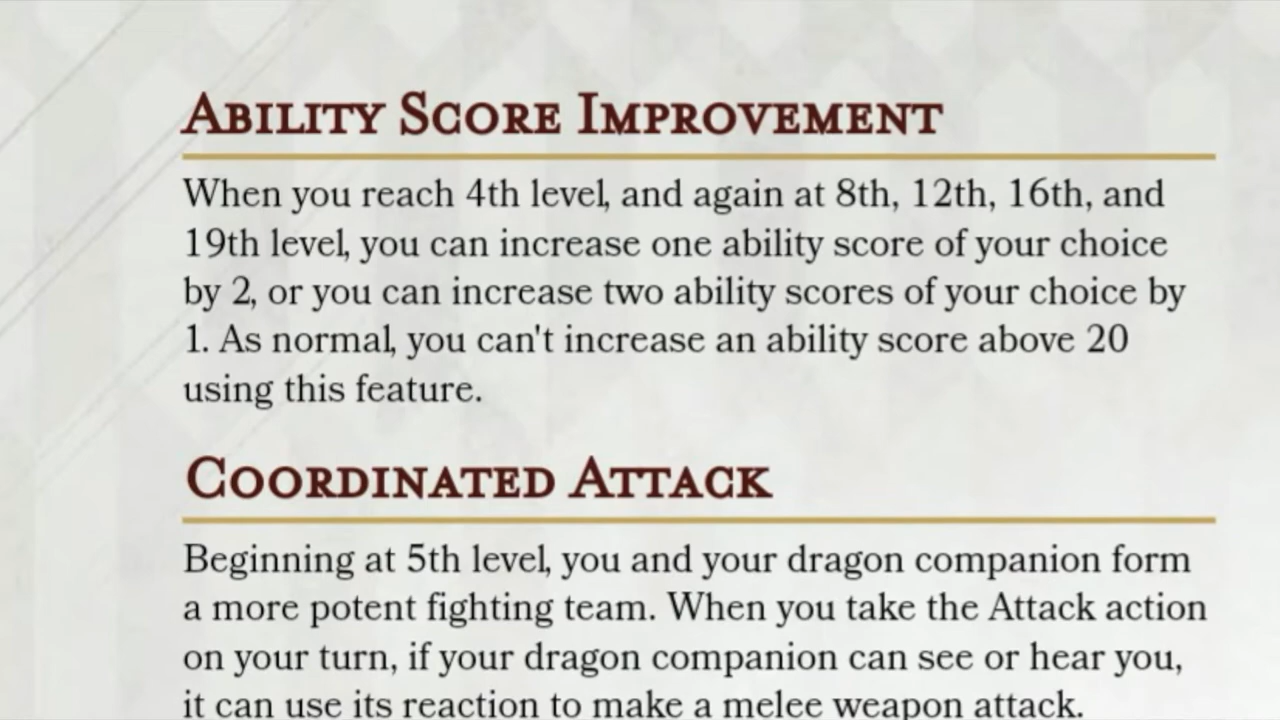 Ability Score Improvement
When you reach 4th level, and again at 8th, 12th, 16th, and
19th level, you can increase one ability score of your choice
by 2, or you can increase two ability scores of your choice by
1. As normal, you can't increase an ability score above 20
using this feature.
Coordinated Attack
Beginning at 5th level, you and your dragon companion form
a more potent fighting team. When you take the Attack action
on your turn, if your dragon companion can see or hear you,
it can use its reaction to make a melee weapon attack.